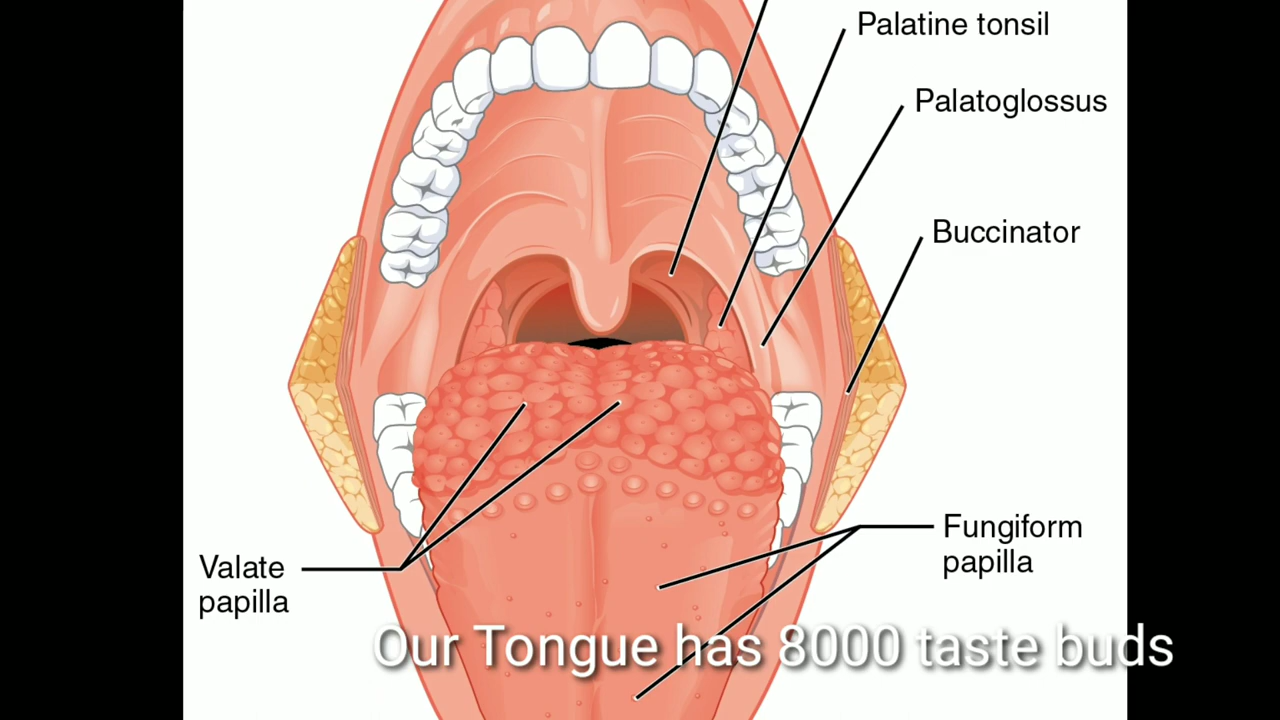 Palatine tonsil
Palatoglossus
Buccinator
Fungiform
papilla
Valate
papilla
Our Tongue has 8000 taste buds